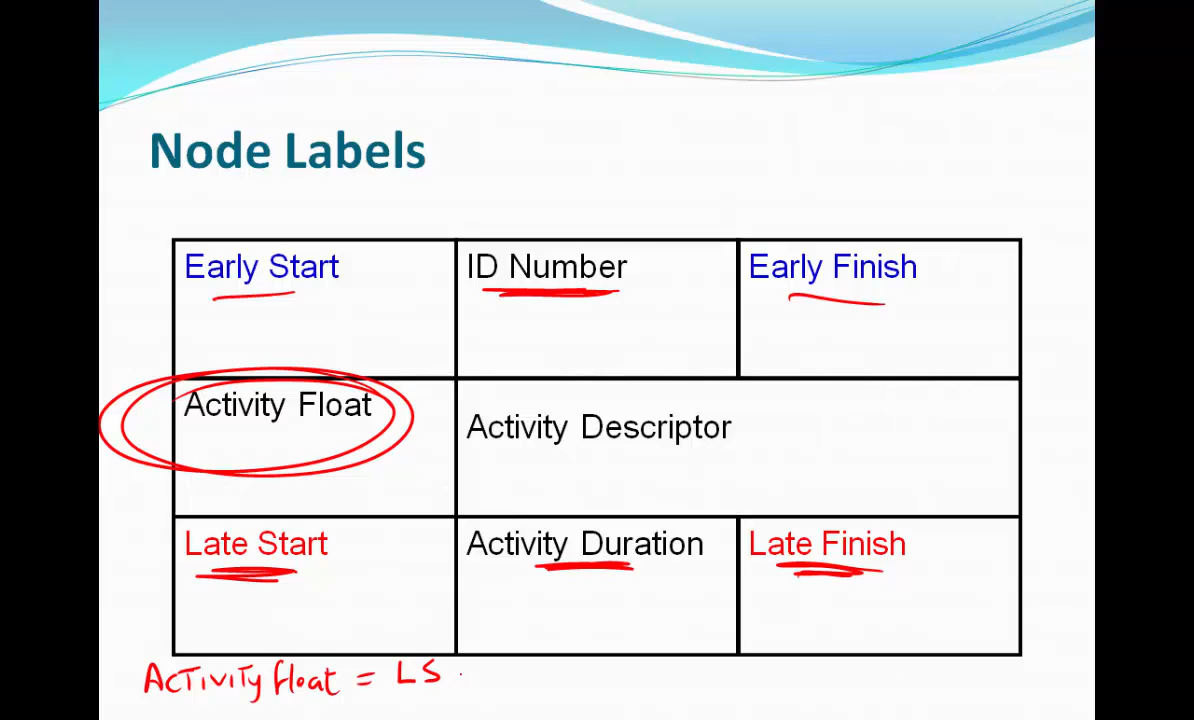 Node Labels
Early Start ID Number Early Finish
Activity Float Activity Descriptor
Late Start Activity Duration Late Finish
Activity float = LS